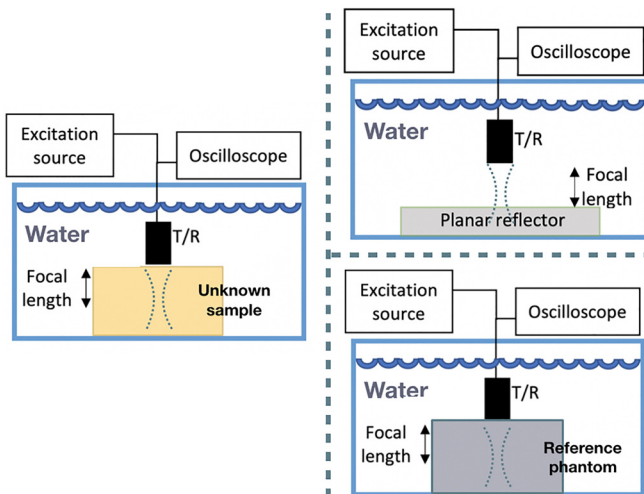 Excitation
source
Oscilloscope
Water
T/R
Focal
length
Unknown
sample
Excitation
source
Oscilloscope
Water
T/R
Focal
length
Planar reflector
Excitation
source
Oscilloscope
Water
T/R
Focal
length
Reference
phantom